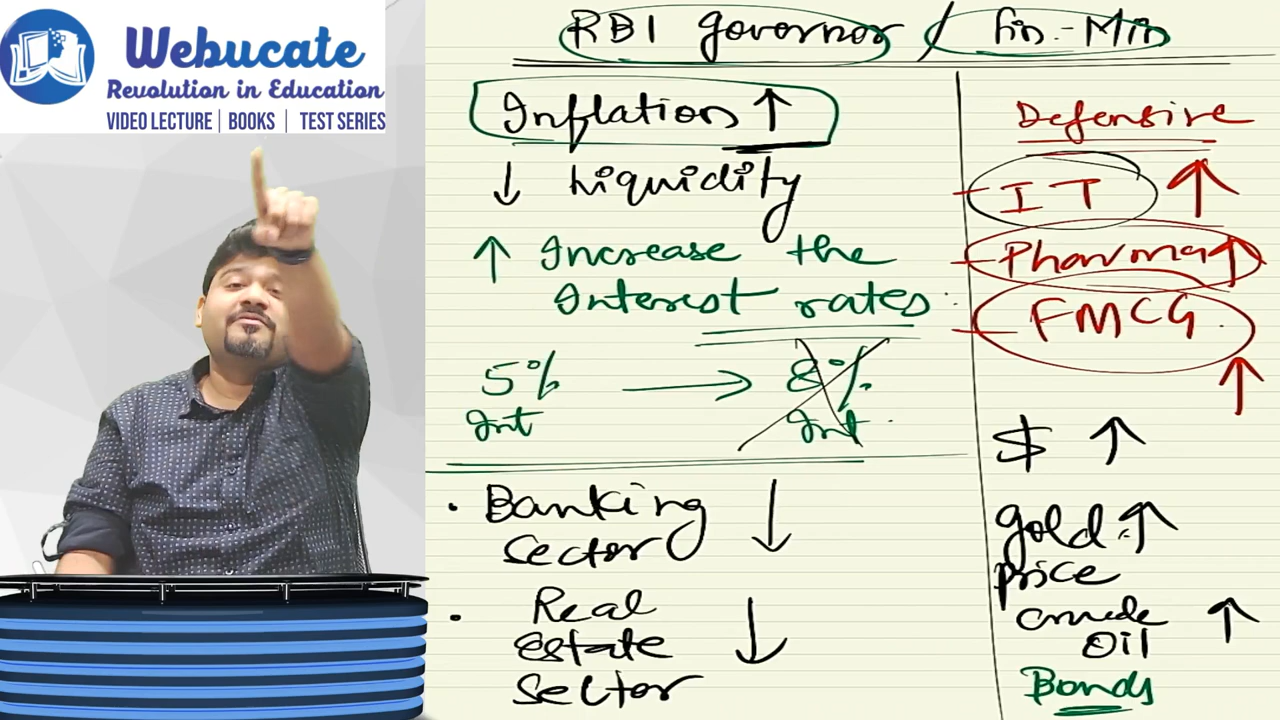 Webucate
Revolution in Education
VIDEO LECTURE | BOOKS | TEST SERIES
RBI governor / fin.-Min
Inflation ↑
↓ Liquidity
↑ Increase the
Interest rates
5% → 8%
Int Int
• Banking ↓
Sector
• Real ↓
Estate
Sector
Defensive
- IT ↑
- Pharma ↑
- FMCG
↑
$ ↑
gold ↑
price
crude ↑
Oil
Bonds